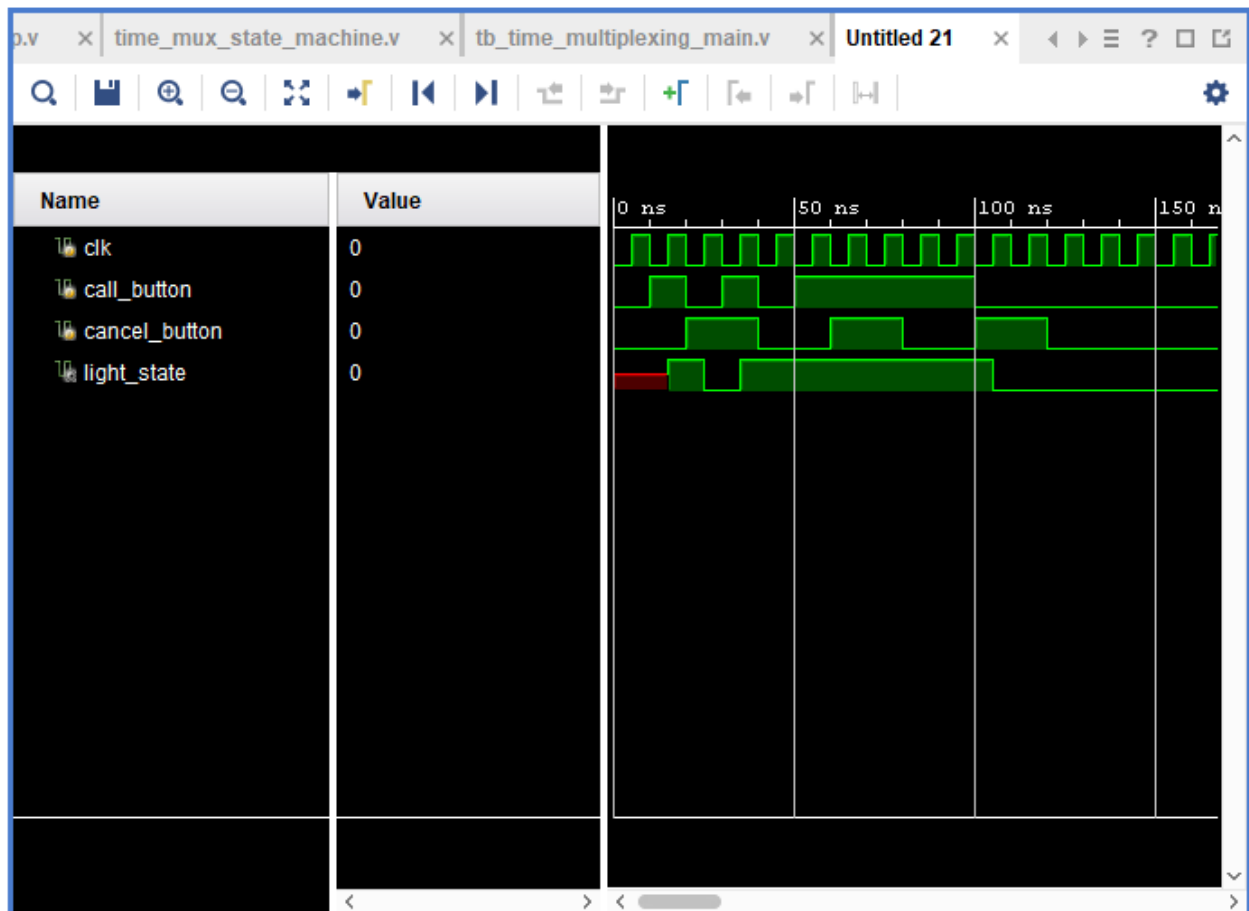 p.v time_mux_state_machine.v tb_time_multiplexing_main.v Untitled 21
Name Value
0 ns 50 ns 100 ns 150 n
clk 0
call_button 0
cancel_button 0
light_state 0